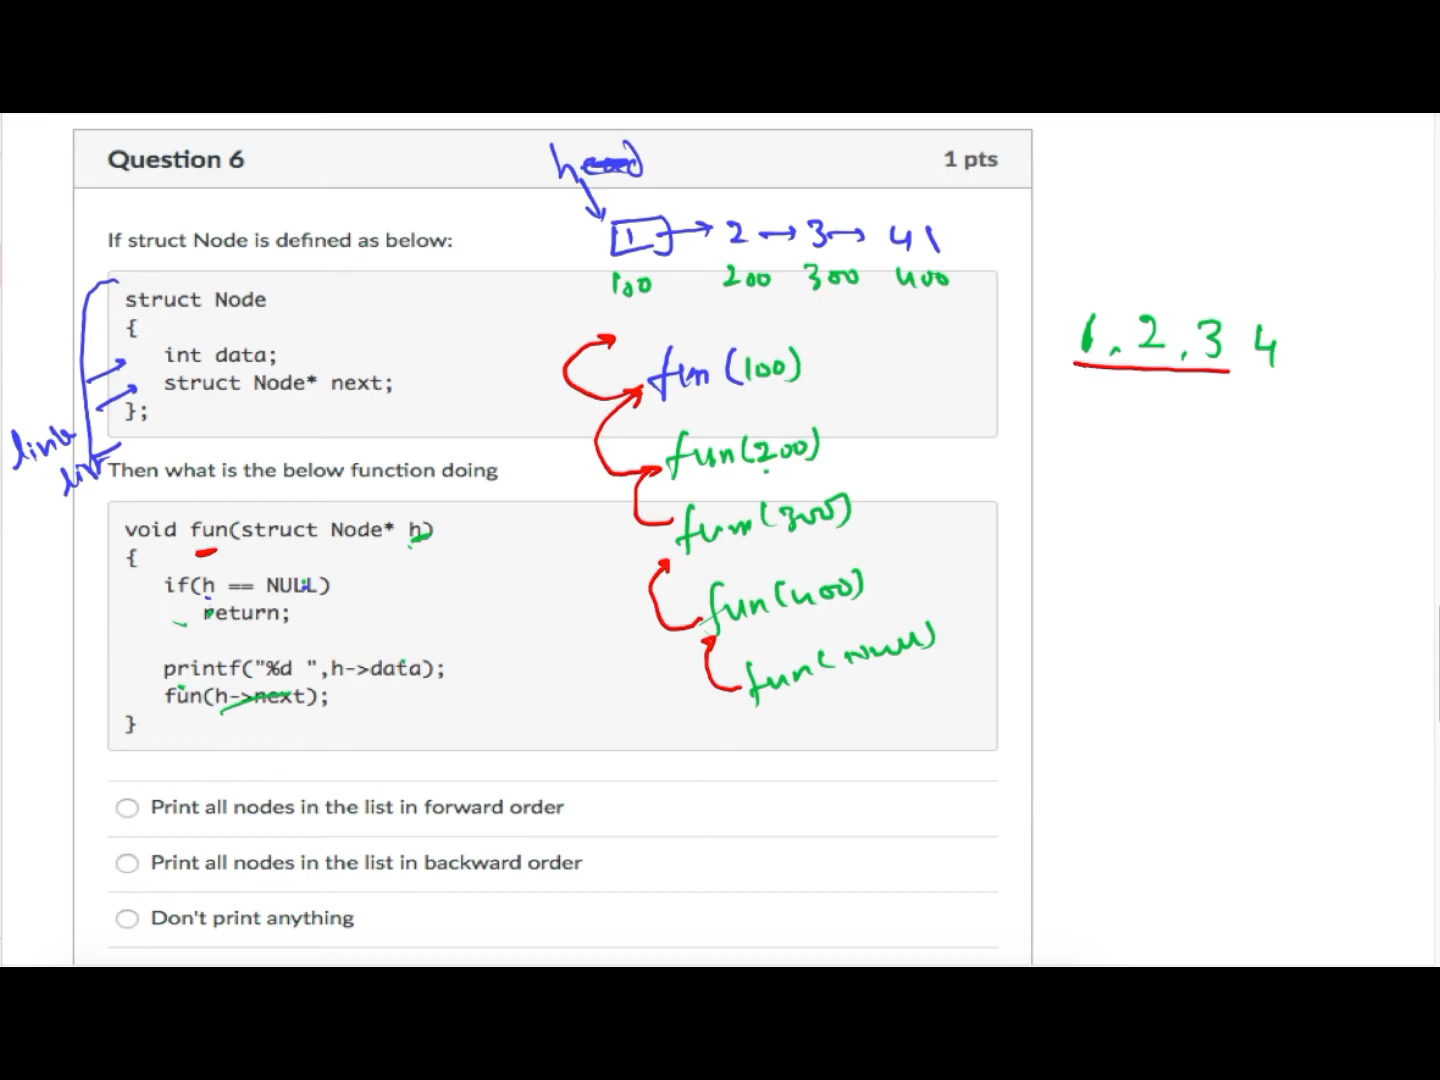 Question 6
1 pts
If struct Node is defined as below:
struct Node
{
int data;
struct Node* next;
};
Then what is the below function doing
void fun(struct Node* h)
{
if(h == NULL)
return;
printf("%d ",h->data);
fun(h->next);
}
Print all nodes in the list in forward order
Print all nodes in the list in backward order
Don't print anything
1 → 2 → 3 → 4 \
100 200 300 400
fun (100)
fun(200)
fun(300)
fun(400)
fun(NULL)
1, 2, 3 4